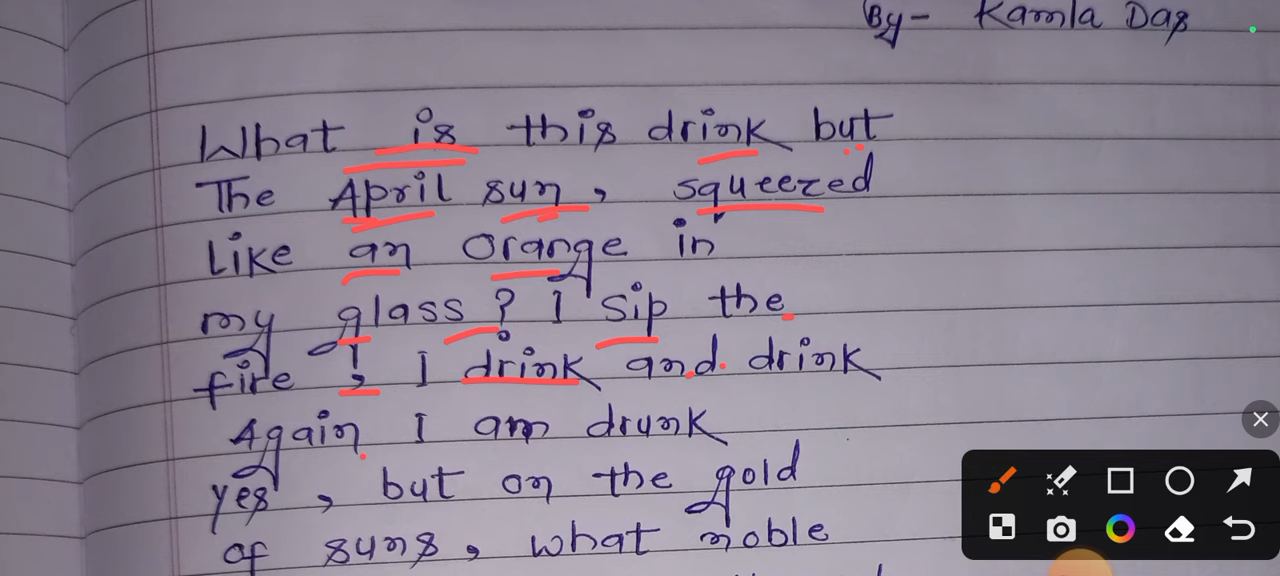 By- Kamla Das
What is this drink but
The April sun, squeezed
Like an orange in
my glass? I sip the
fire, I drink and drink
Again I am drunk
yes, but on the gold
of suns, what noble